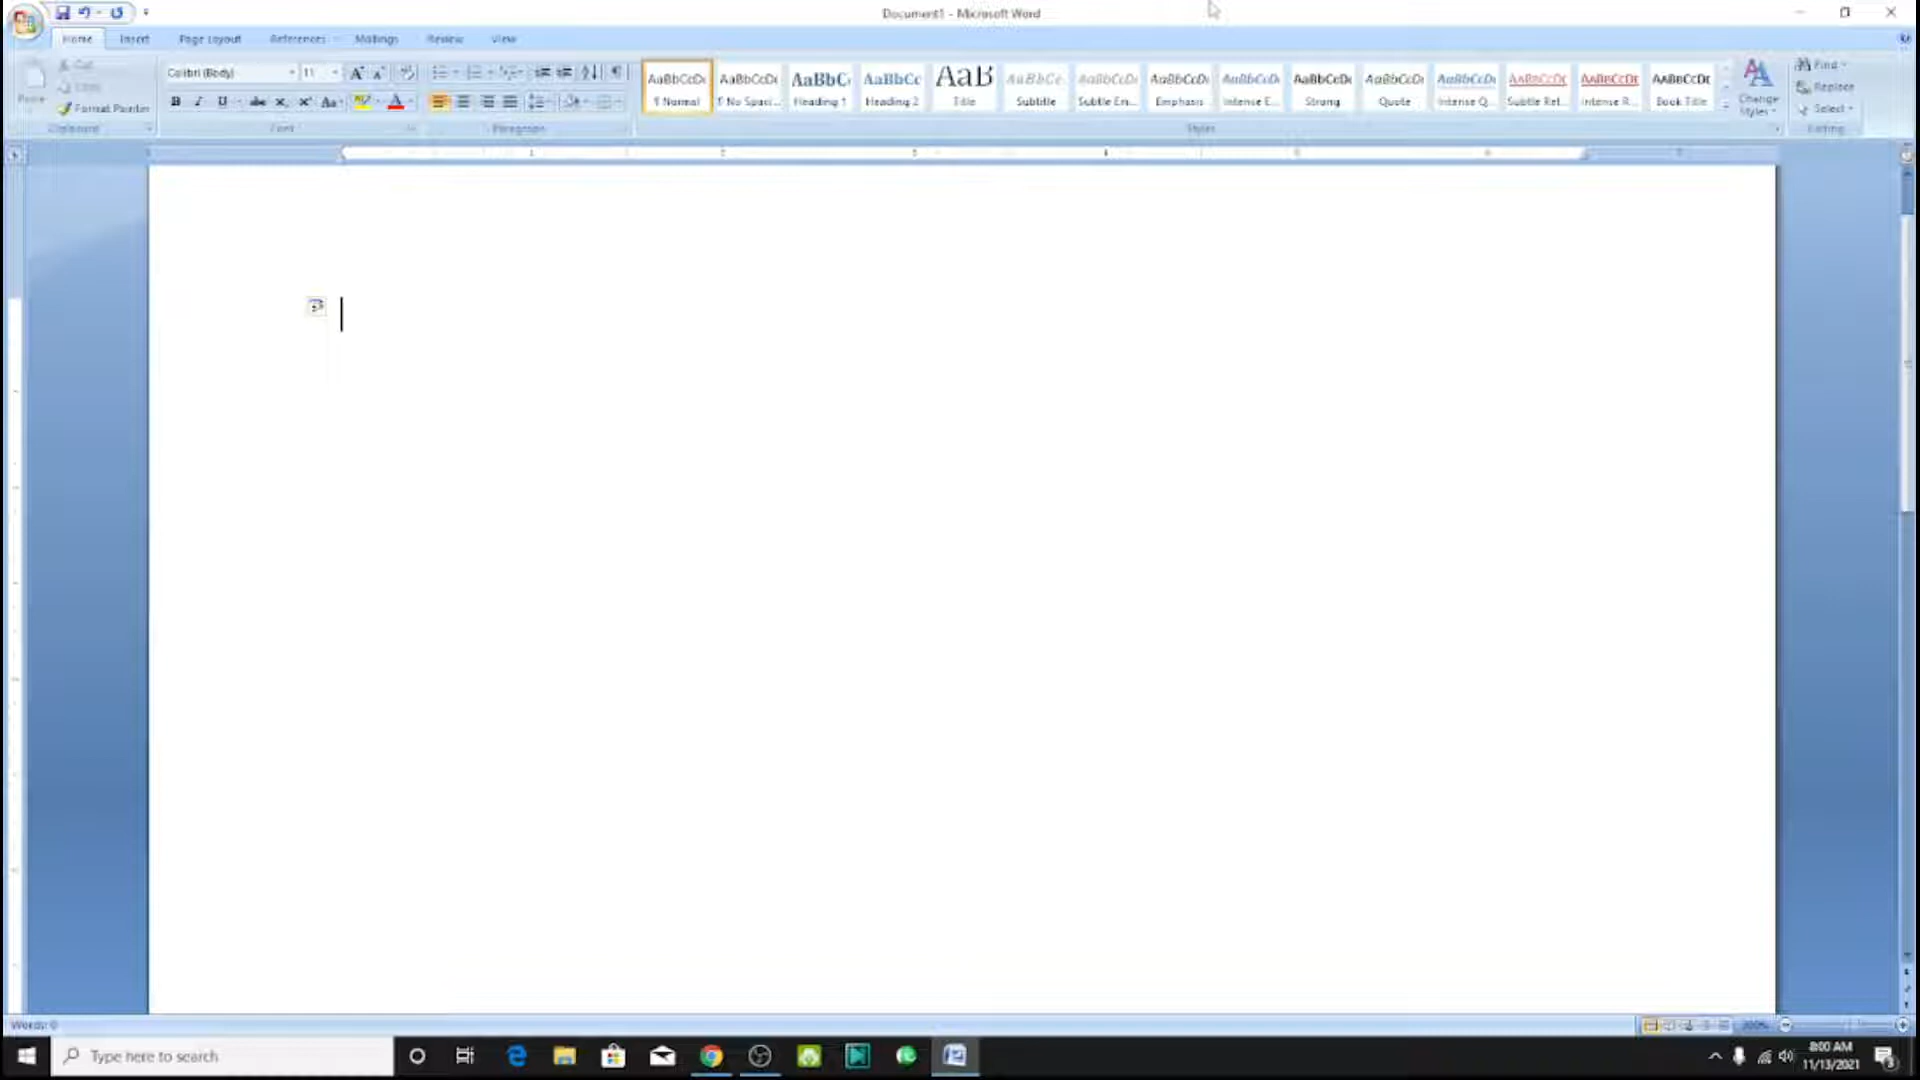 Document1 - Microsoft Word
Home Insert Page Layout References Mailings Review View
Cut
Copy
Paste
Format Painter
Clipboard
Calibri (Body) 11
Font
Paragraph
AaBbCcDc AaBbCcDc AaBbC AaBbCc AaB AaBbCc. AaBbCcDc AaBbCcDc AaBbCcDc AaBbCcDc AaBbCcDc AaBbCcDc AaBbCcDc AaBbCcDc AaBbCcDc
¶ Normal ¶ No Spaci... Heading 1 Heading 2 Title Subtitle Subtle Em... Emphasis Intense E... Strong Quote Intense Q... Subtle Ref... Intense R... Book Title
Styles
Change Styles
Find
Replace
Select
Editing
Words: 0
200%
Type here to search
8:00 AM
11/13/2021